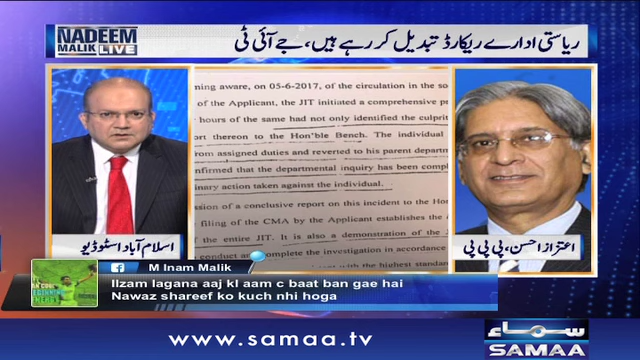 NADEEM
MALIK LIVE
ریاستی ادارے ریکارڈ تبدیل کر رہے ہیں، جے آئی ٹی
ning aware, on 05-6-2017, of the circulation in the so
of the Applicant, the JIT initiated a comprehensive pr
hours of the same had not only identified the culprit
ort thereon to the Hon'ble Bench. The individual
from assigned duties and reverted to his parent depart
onfirmed that the departmental inquiry has been comp
inary action taken against the individual.
ssion of a conclusive report on this incident to the Ho
filing of the CMA by the Applicant establishes the
f the entire JIT. It is also a demonstration of the J
conduct and complete the investigation in accordance
with the highest standard
اسلام آباد اسٹوڈیو
اعتزاز احسن، پی پی پی
M Inam Malik
Ilzam lagana aaj kl aam c baat ban gae hai
Nawaz shareef ko kuch nhi hoga
www.samaa.tv
سماء
SAMAA